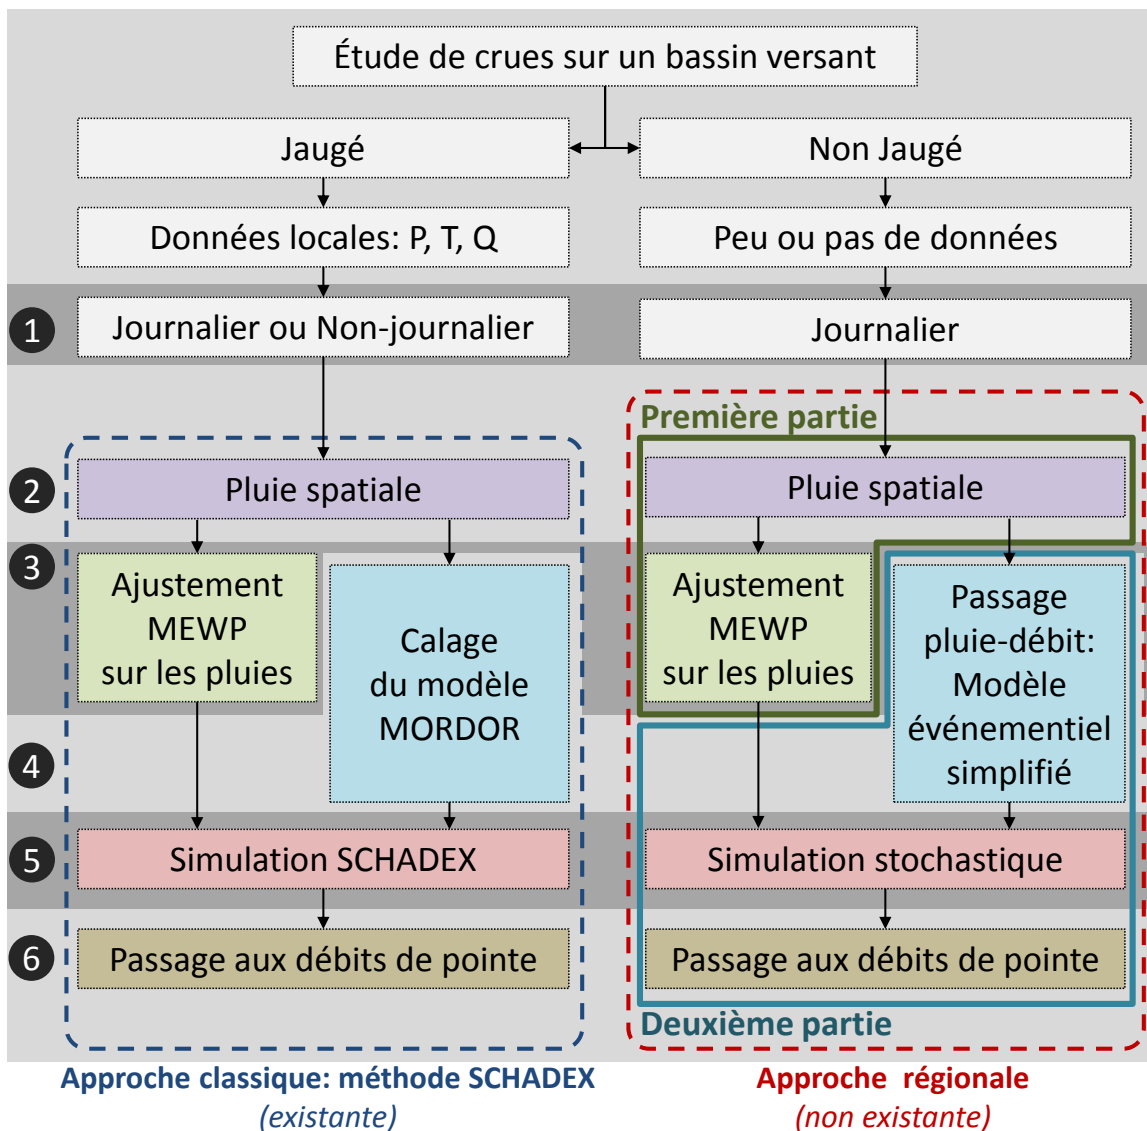 Étude de crues sur un bassin versant
Jaugé
Non Jaugé
Données locales: P, T, Q
Peu ou pas de données
1
Journalier ou Non-journalier
Journalier
Première partie
2
Pluie spatiale
Pluie spatiale
3
Ajustement
MEWP
sur les pluies
Calage
du modèle
MORDOR
Ajustement
MEWP
sur les pluies
Passage
pluie-débit:
Modèle
événementiel
simplifié
4
5
Simulation SCHADEX
Simulation stochastique
6
Passage aux débits de pointe
Passage aux débits de pointe
Deuxième partie
Approche classique: méthode SCHADEX
(existante)
Approche régionale
(non existante)